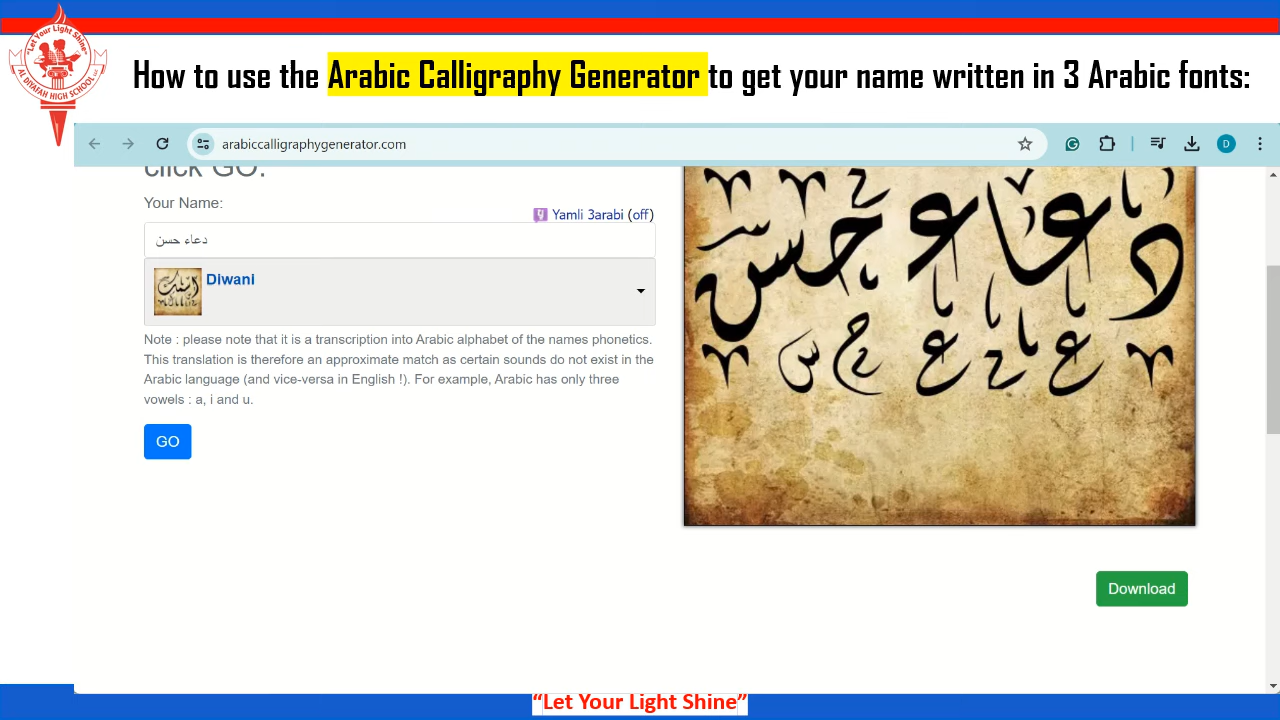 "Let Your Light Shine"
AL DHAFAH HIGH SCHOOL LLC
How to use the Arabic Calligraphy Generator to get your name written in 3 Arabic fonts:
arabiccalligraphygenerator.com
D
click GO.
Your Name:
Yamli 3arabi (off)
دعاء حسن
Diwani
Note : please note that it is a transcription into Arabic alphabet of the names phonetics.
This translation is therefore an approximate match as certain sounds do not exist in the
Arabic language (and vice-versa in English !). For example, Arabic has only three
vowels : a, i and u.
GO
دعاء حسن
Download
“Let Your Light Shine”